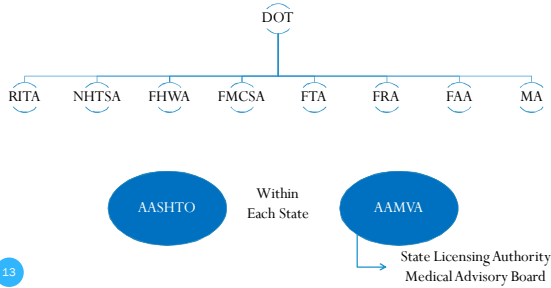 DOT
RITA NHTSA FHWA FMCSA FTA FRA FAA MA
AASHTO
Within
Each State
AAMVA
State Licensing Authority
Medical Advisory Board
13